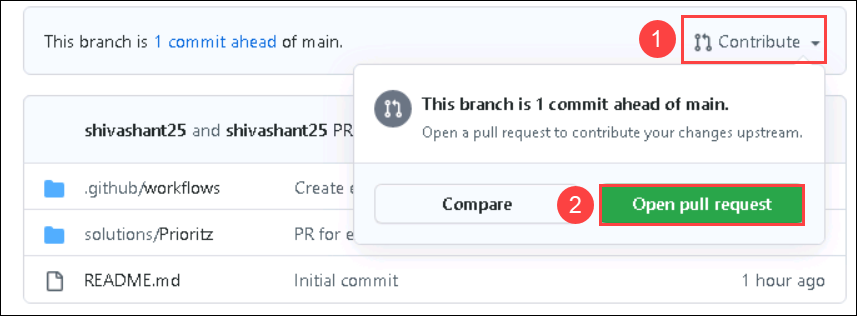 This branch is 1 commit ahead of main.
1
Contribute
This branch is 1 commit ahead of main.
Open a pull request to contribute your changes upstream.
shivashant25 and shivashant25 PR
Compare
2
Open pull request
.github/workflows Create
solutions/Prioritz PR for
README.md Initial commit 1 hour ago